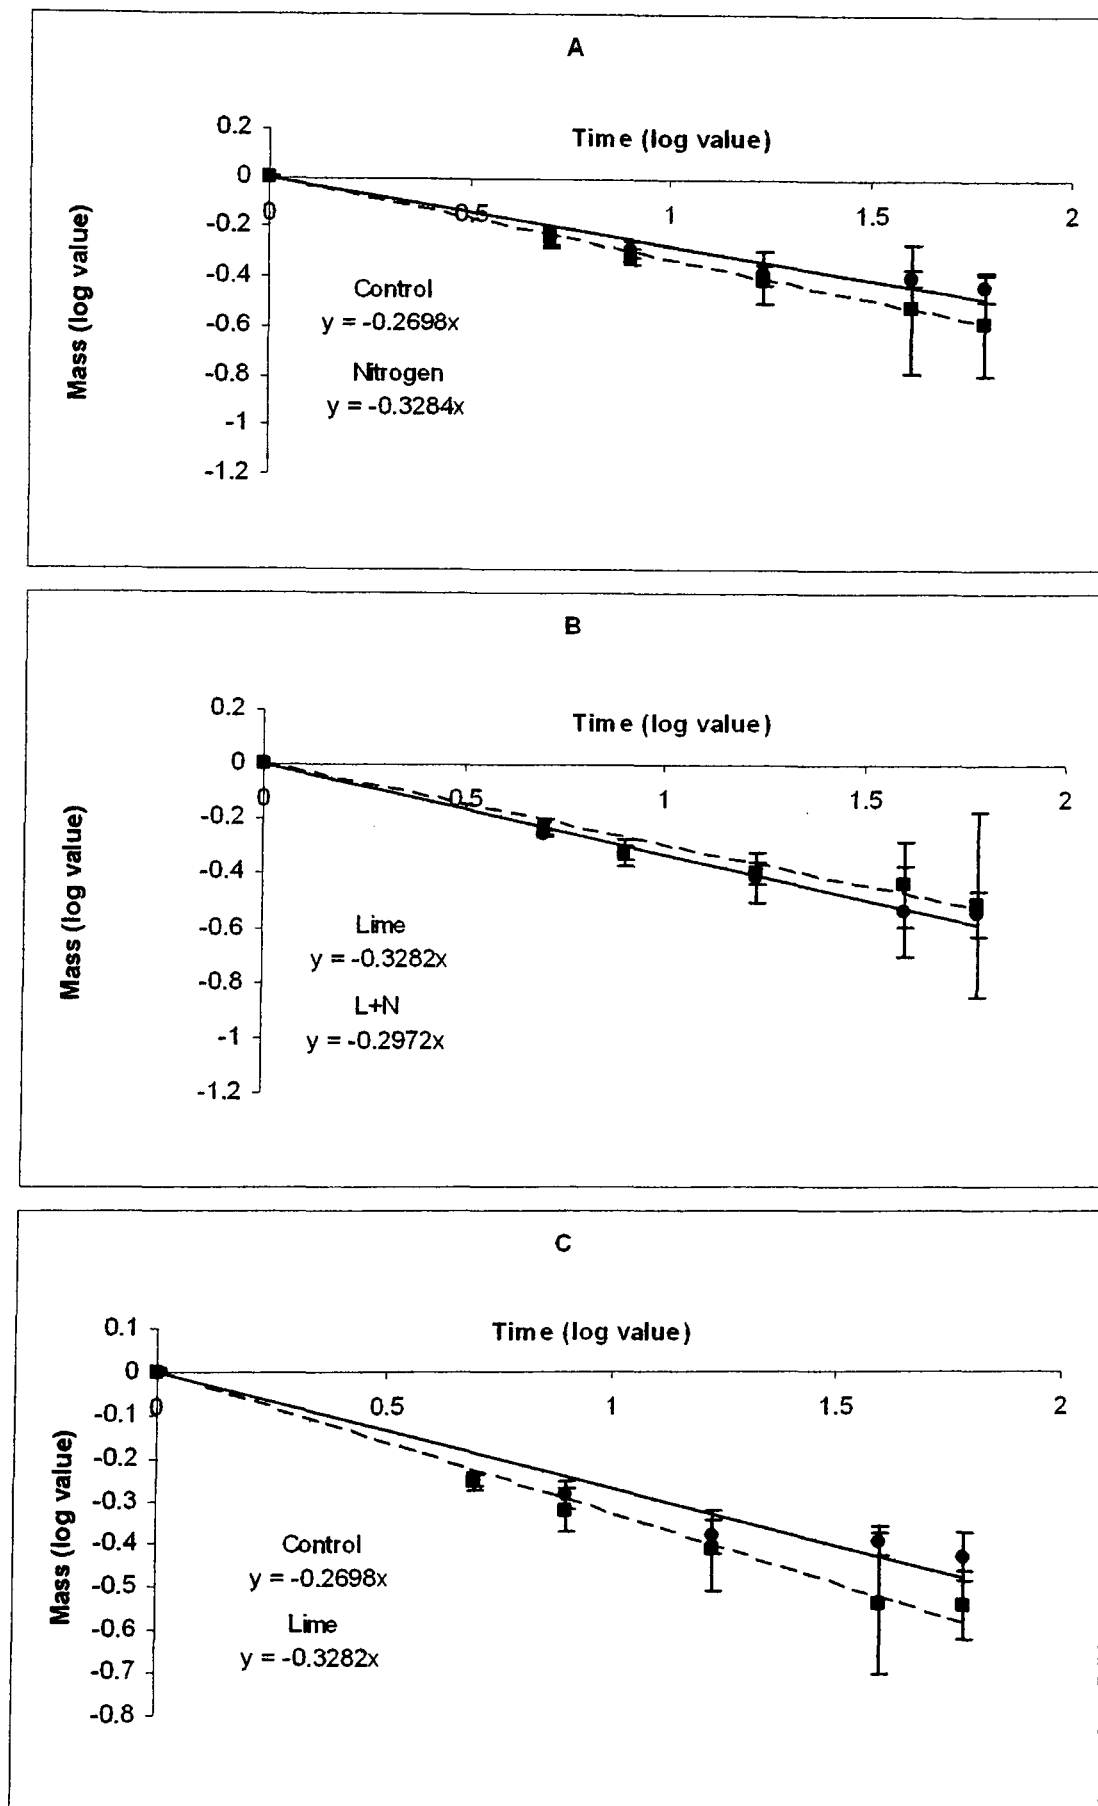 A
Time (log value)
Mass (log value)
0.2
0
-0.2
-0.4
-0.6
-0.8
-1
-1.2
0
0.5
1
1.5
2
Control
y = -0.2698x
Nitrogen
y = -0.3284x
B
Time (log value)
Mass (log value)
0.2
0
-0.2
-0.4
-0.6
-0.8
-1
-1.2
0
0.5
1
1.5
2
Lime
y = -0.3282x
L+N
y = -0.2972x
C
Time (log value)
Mass (log value)
0.1
0
-0.1
-0.2
-0.3
-0.4
-0.5
-0.6
-0.7
-0.8
0
0.5
1
1.5
2
Control
y = -0.2698x
Lime
y = -0.3282x